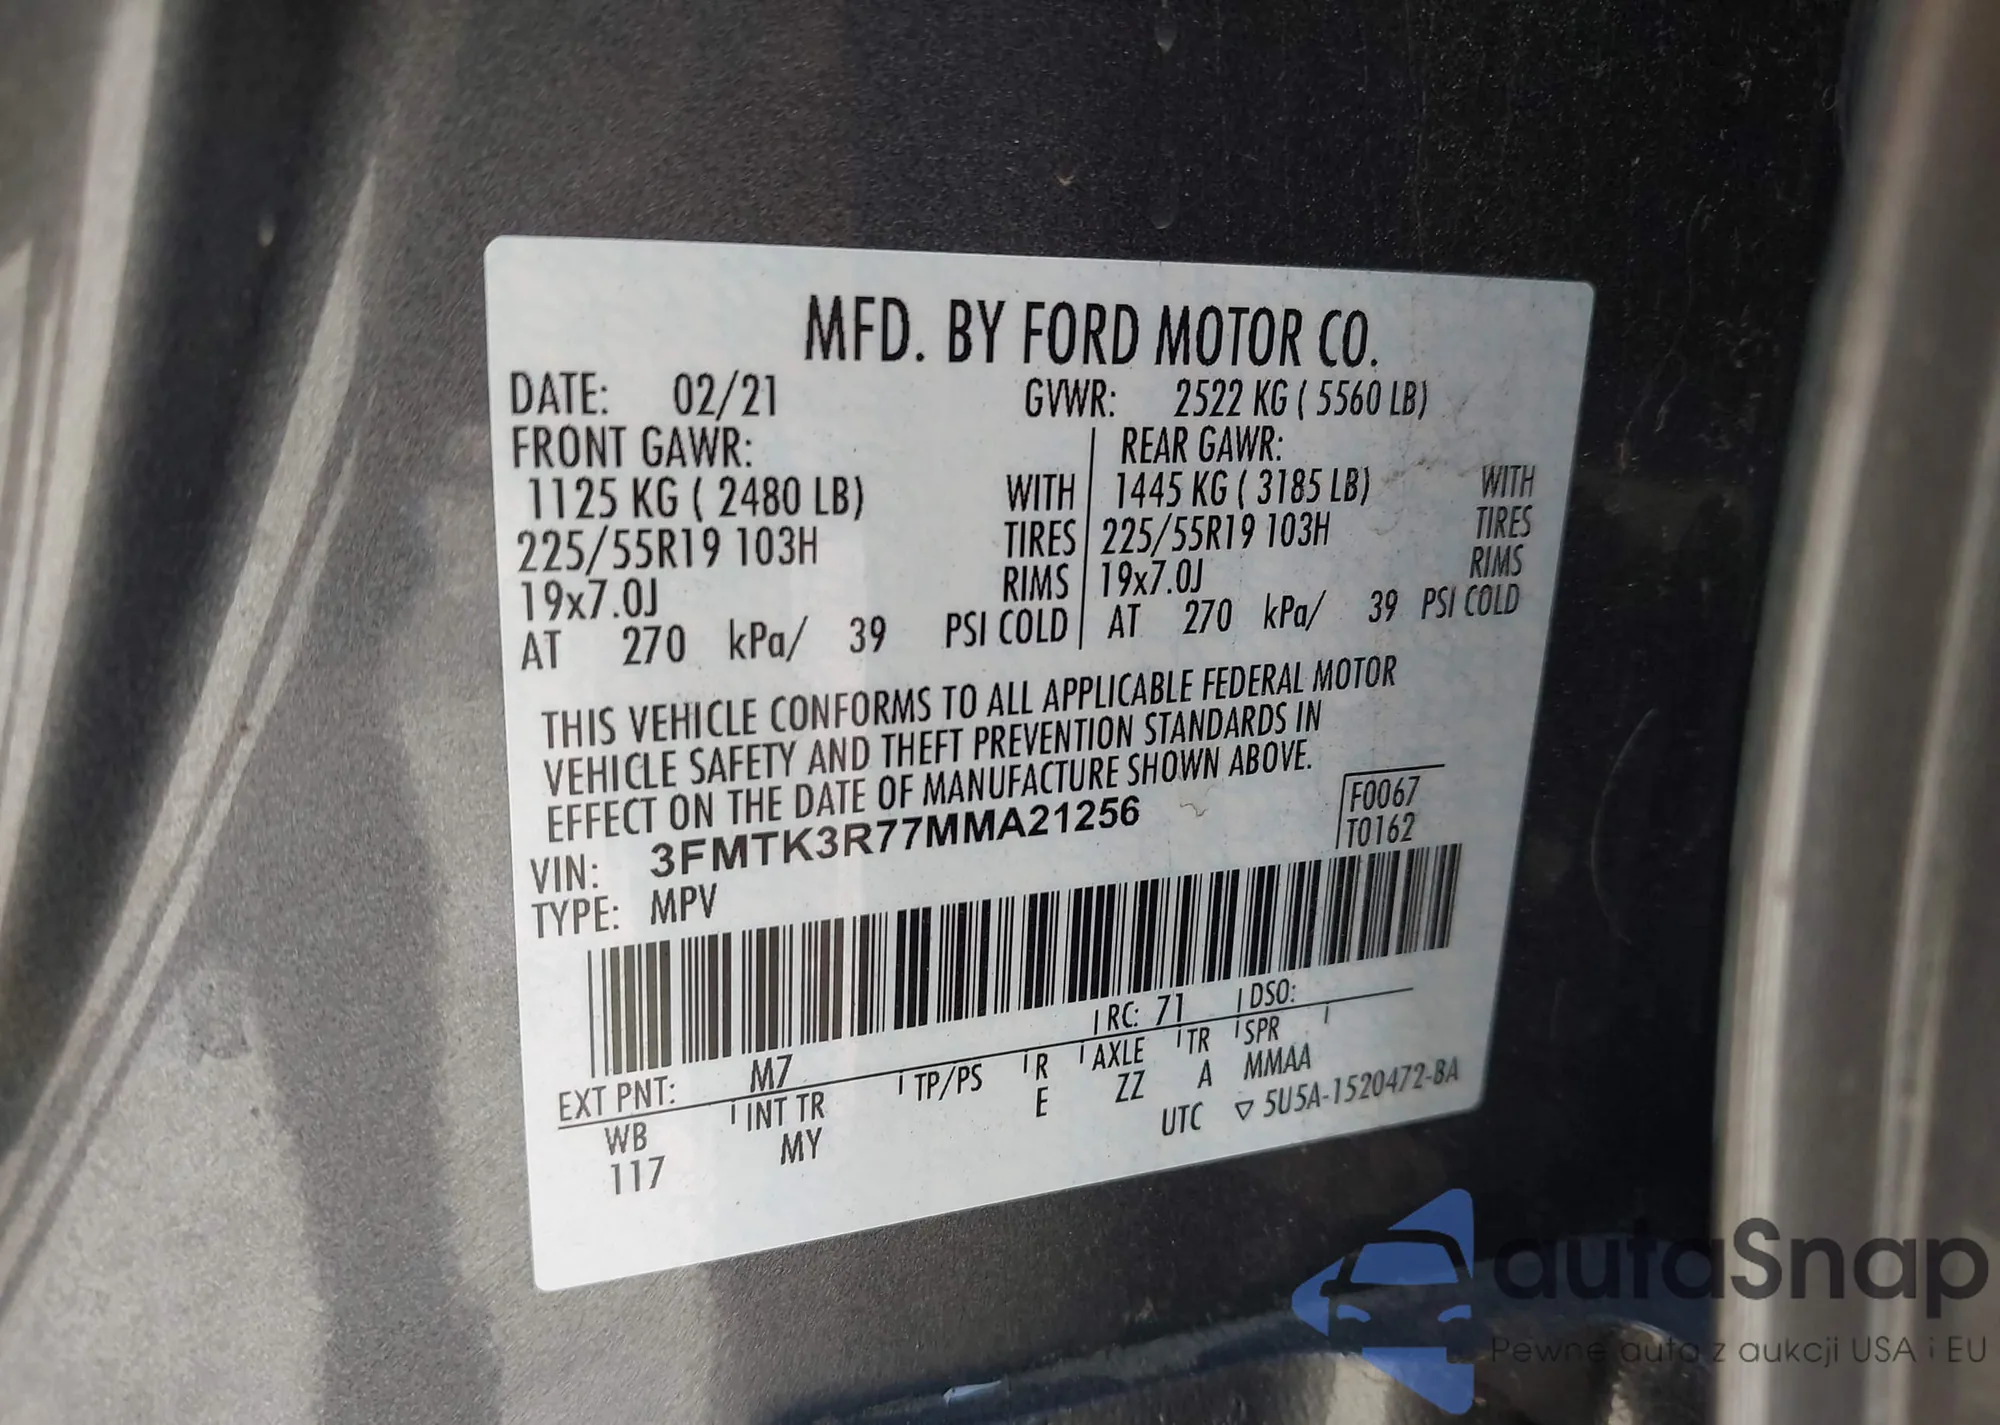 MFD. BY FORD MOTOR CO.
DATE: 02/21 GVWR: 2522 KG ( 5560 LB)
FRONT GAWR: REAR GAWR:
1125 KG ( 2480 LB) WITH 1445 KG ( 3185 LB) WITH
225/55R19 103H TIRES 225/55R19 103H TIRES
19x7.0J RIMS 19x7.0J RIMS
AT 270 kPa/ 39 PSI COLD AT 270 kPa/ 39 PSI COLD
THIS VEHICLE CONFORMS TO ALL APPLICABLE FEDERAL MOTOR
VEHICLE SAFETY AND THEFT PREVENTION STANDARDS IN
EFFECT ON THE DATE OF MANUFACTURE SHOWN ABOVE.
F0067
VIN: 3FMTK3R77MMA21256 T0162
TYPE: MPV
EXT PNT: M7 RC: 71 DSO:
WB INT TR TP/PS R AXLE TR SPR
117 MY E ZZ A MMAA
UTC ▽ 5U5A-1520472-BA
autaSnap
Pewne auta z aukcji USA i EU